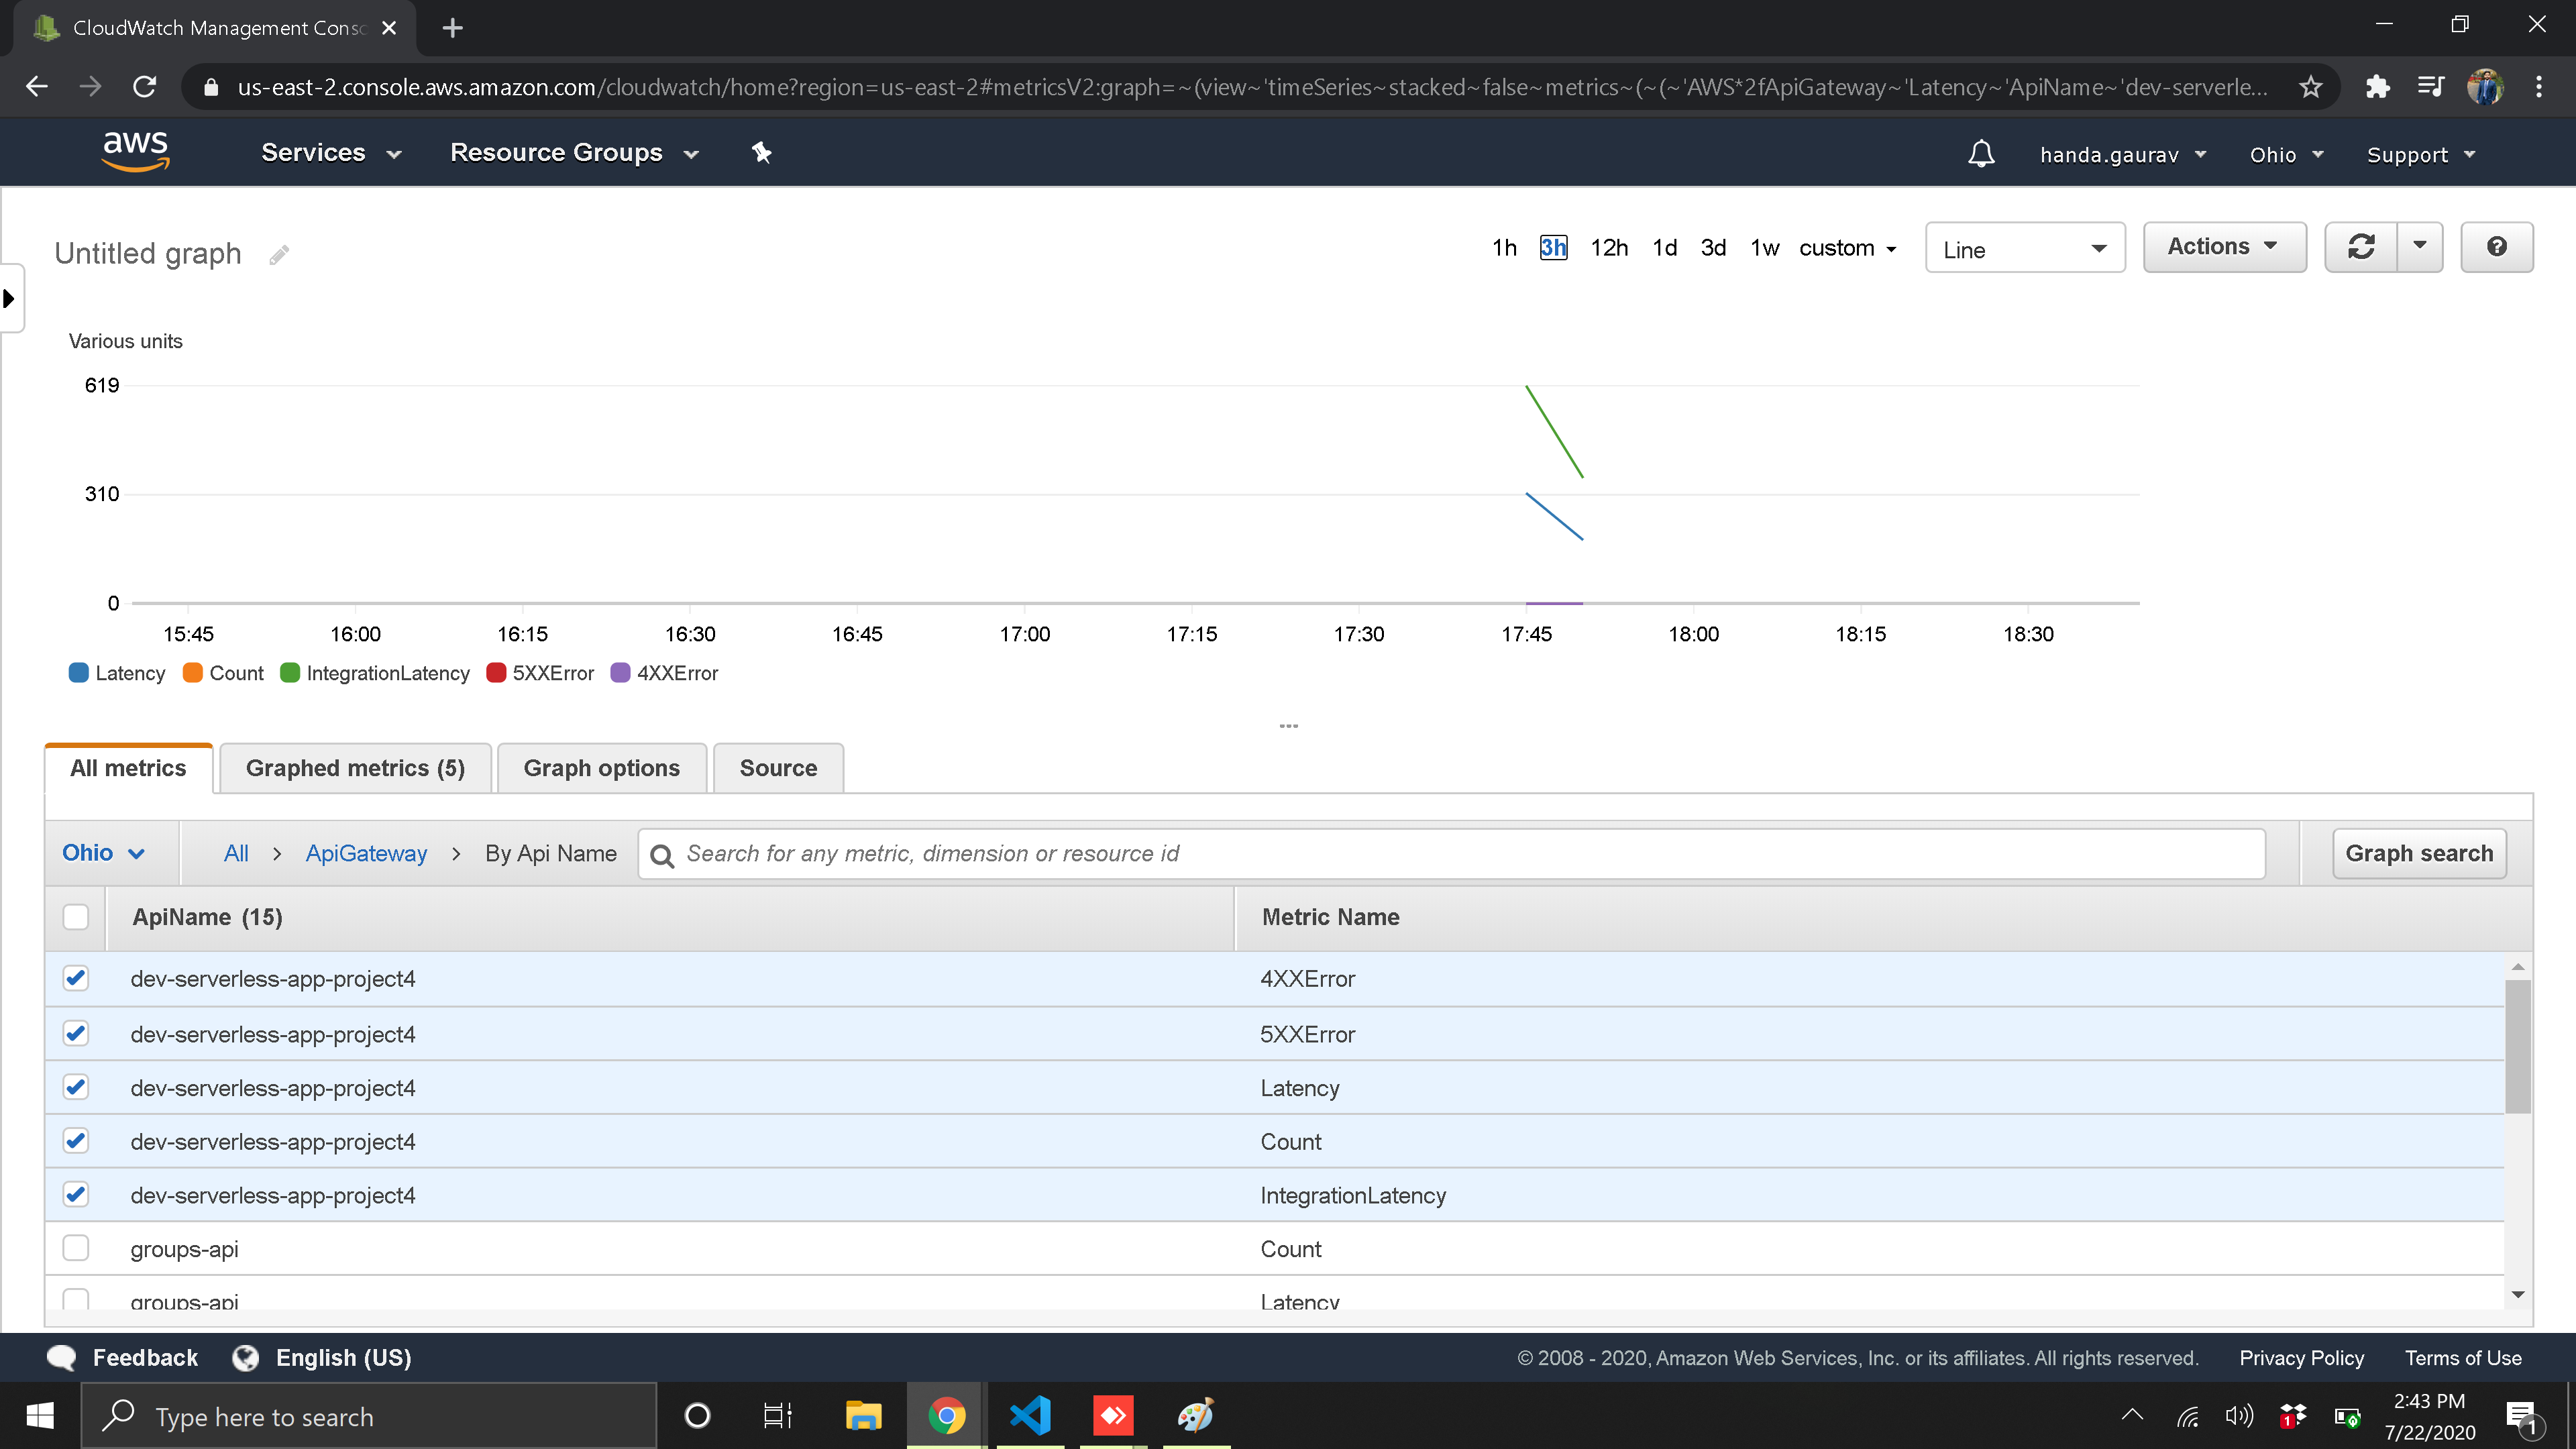 CloudWatch Management Conso
us-east-2.console.aws.amazon.com/cloudwatch/home?region=us-east-2#metricsV2:graph=~(view~'timeSeries~stacked~false~metrics~(~(~'AWS*2fApiGateway~'Latency~'ApiName~'dev-serverle...
aws Services Resource Groups handa.gaurav Ohio Support
Untitled graph 1h 3h 12h 1d 3d 1w custom Line Actions ?
Various units
619
310
0
15:45 16:00 16:15 16:30 16:45 17:00 17:15 17:30 17:45 18:00 18:15 18:30
Latency Count IntegrationLatency 5XXError 4XXError
All metrics Graphed metrics (5) Graph options Source
Ohio All > ApiGateway > By Api Name Search for any metric, dimension or resource id Graph search
ApiName (15) Metric Name
dev-serverless-app-project4 4XXError
dev-serverless-app-project4 5XXError
dev-serverless-app-project4 Latency
dev-serverless-app-project4 Count
dev-serverless-app-project4 IntegrationLatency
groups-api Count
groups-api Latency
Feedback English (US) © 2008 - 2020, Amazon Web Services, Inc. or its affiliates. All rights reserved. Privacy Policy Terms of Use
Type here to search 1 2:43 PM 1
7/22/2020